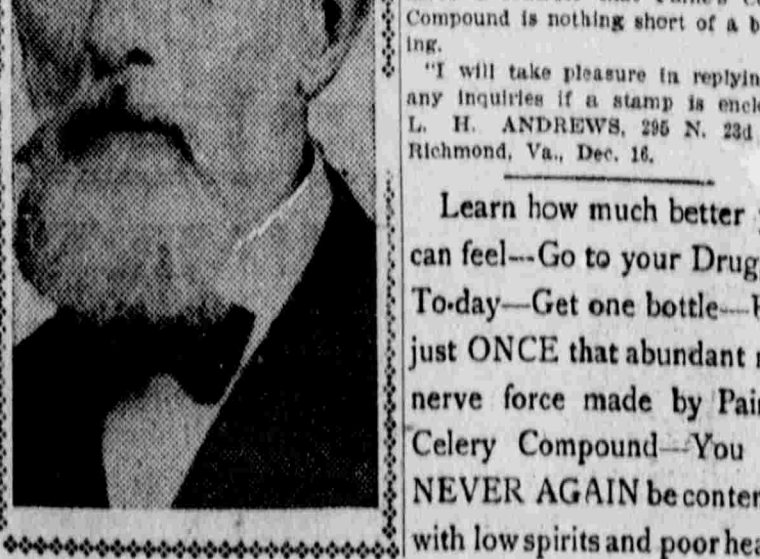 Compound is nothing short of a b
ing.
"I will take pleasure in replyin
any inquiries if a stamp is encl
L. H. ANDREWS, 295 N. 23d
Richmond, Va., Dec. 16.
Learn how much better
can feel--Go to your Drug
To-day—Get one bottle—
just ONCE that abundant
nerve force made by Pai
Celery Compound—You
NEVER AGAIN be conten
with low spirits and poor hea